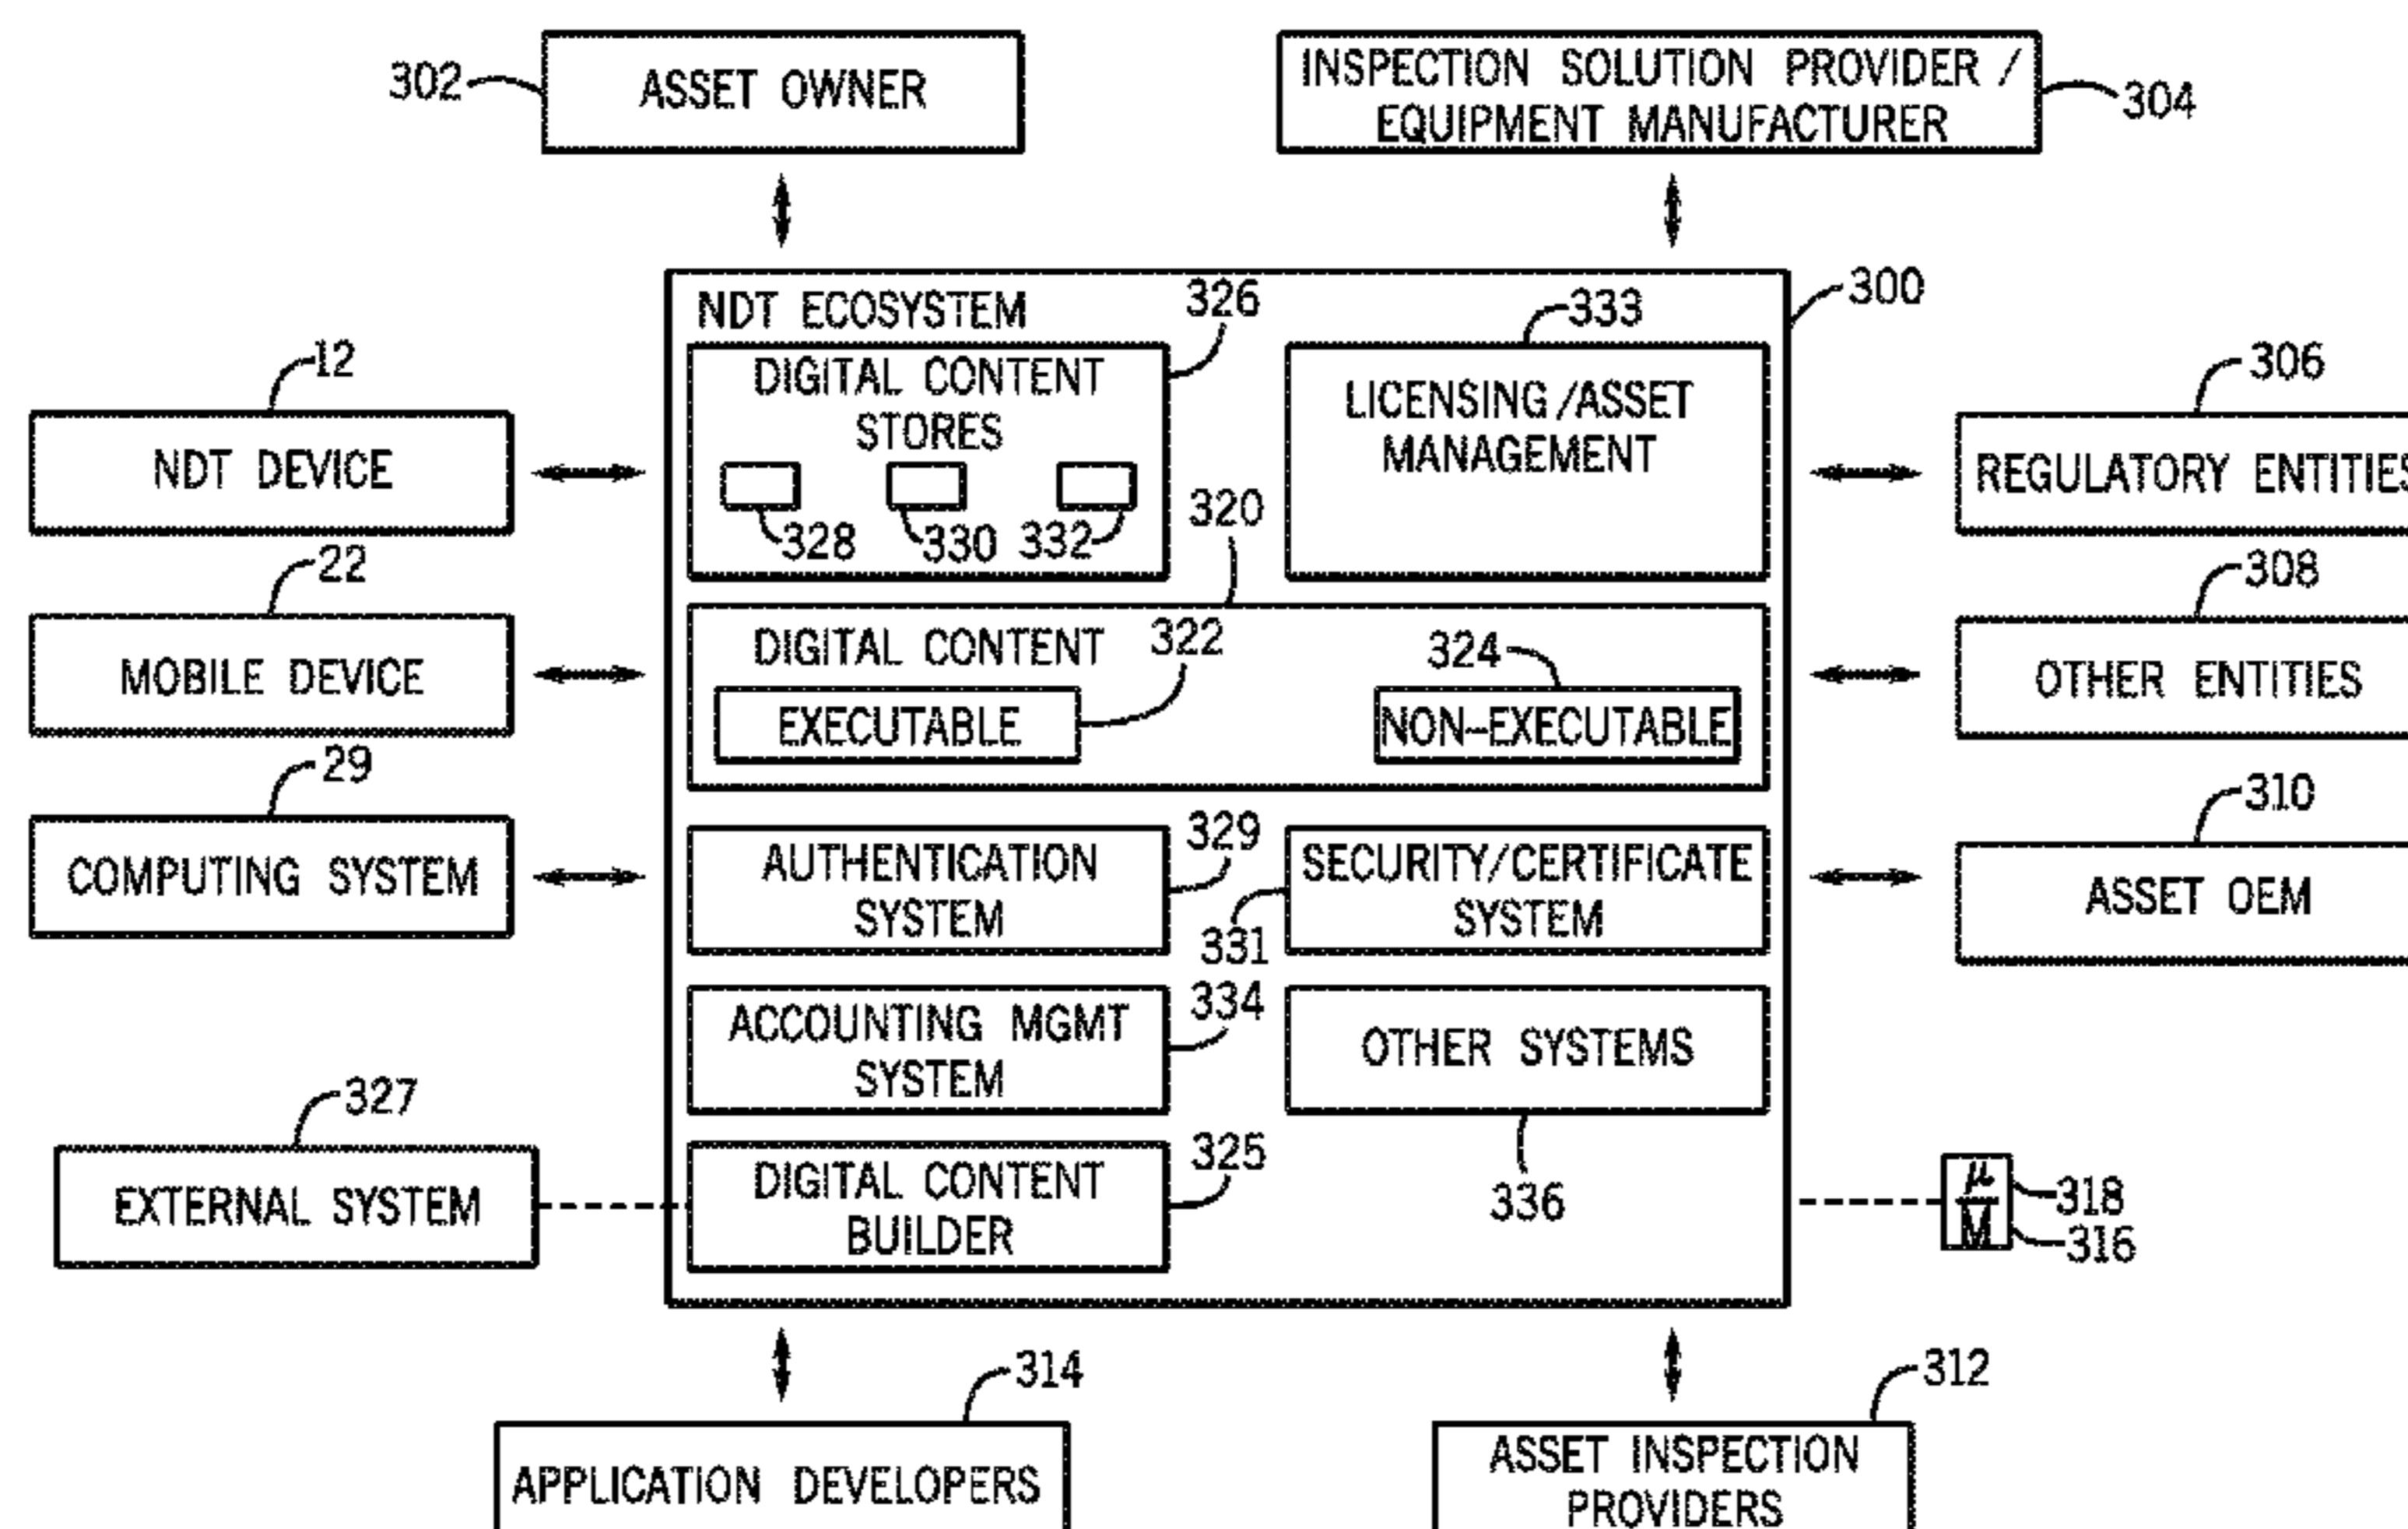 302
ASSET OWNER
INSPECTION SOLUTION PROVIDER /
EQUIPMENT MANUFACTURER
304
NDT ECOSYSTEM
300
326
DIGITAL CONTENT
STORES
328
330
332
333
LICENSING/ASSET
MANAGEMENT
12
NDT DEVICE
22
MOBILE DEVICE
29
COMPUTING SYSTEM
320
DIGITAL CONTENT
322
EXECUTABLE
324
NON-EXECUTABLE
306
REGULATORY ENTITIES
308
OTHER ENTITIES
310
ASSET OEM
AUTHENTICATION
SYSTEM
329
SECURITY/CERTIFICATE
SYSTEM
331
ACCOUNTING MGMT
SYSTEM
334
OTHER SYSTEMS
336
327
EXTERNAL SYSTEM
DIGITAL CONTENT
BUILDER
325
μ
318
M
316
314
APPLICATION DEVELOPERS
312
ASSET INSPECTION
PROVIDERS